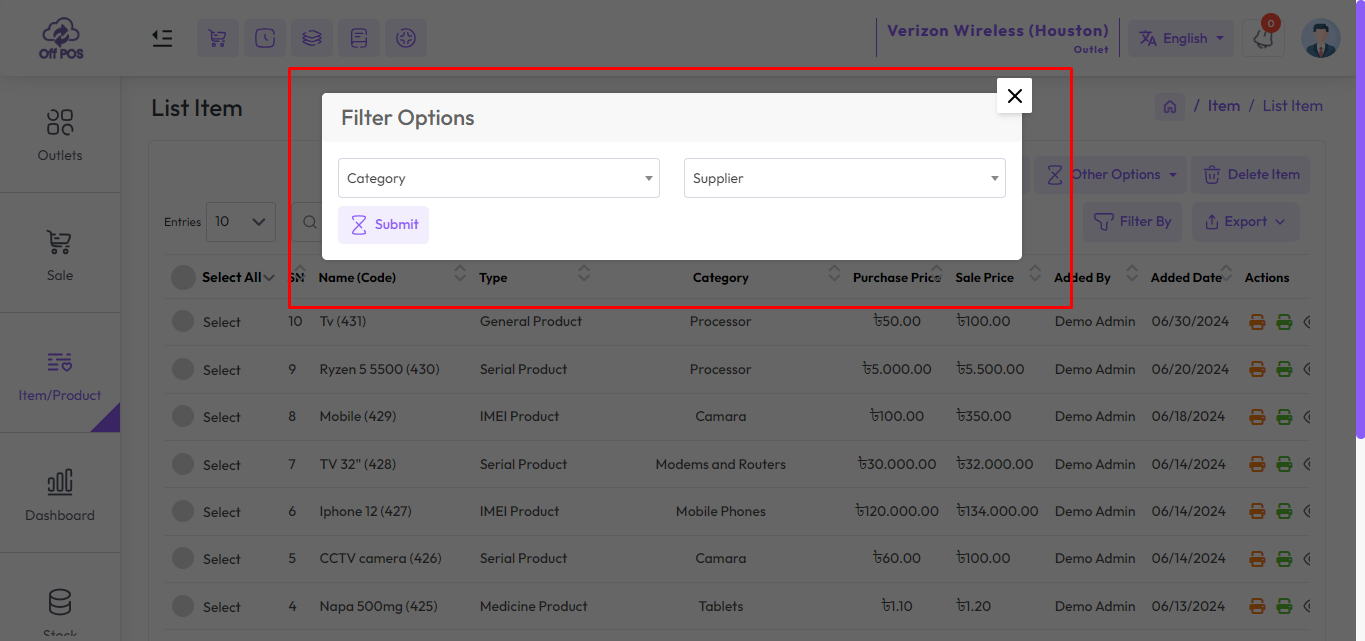 Off POS
Verizon Wireless (Houston)
Outlet
English
0
List Item
/ Item / List Item
Filter Options
Category
Supplier
Submit
Other Options
Delete Item
Entries 10
Filter By
Export
Select All SN Name (Code) Type Category Purchase Price Sale Price Added By Added Date Actions
Select 10 Tv (431) General Product Processor ৳50.00 ৳100.00 Demo Admin 06/30/2024
Select 9 Ryzen 5 5500 (430) Serial Product Processor ৳5.000.00 ৳5.500.00 Demo Admin 06/20/2024
Select 8 Mobile (429) IMEI Product Camara ৳100.00 ৳350.00 Demo Admin 06/18/2024
Select 7 TV 32" (428) Serial Product Modems and Routers ৳30.000.00 ৳32.000.00 Demo Admin 06/14/2024
Select 6 Iphone 12 (427) IMEI Product Mobile Phones ৳120.000.00 ৳134.000.00 Demo Admin 06/14/2024
Select 5 CCTV camera (426) Serial Product Camara ৳60.00 ৳100.00 Demo Admin 06/14/2024
Select 4 Napa 500mg (425) Medicine Product Tablets ৳1.10 ৳1.20 Demo Admin 06/13/2024
Outlets
Sale
Item/Product
Dashboard
Stock